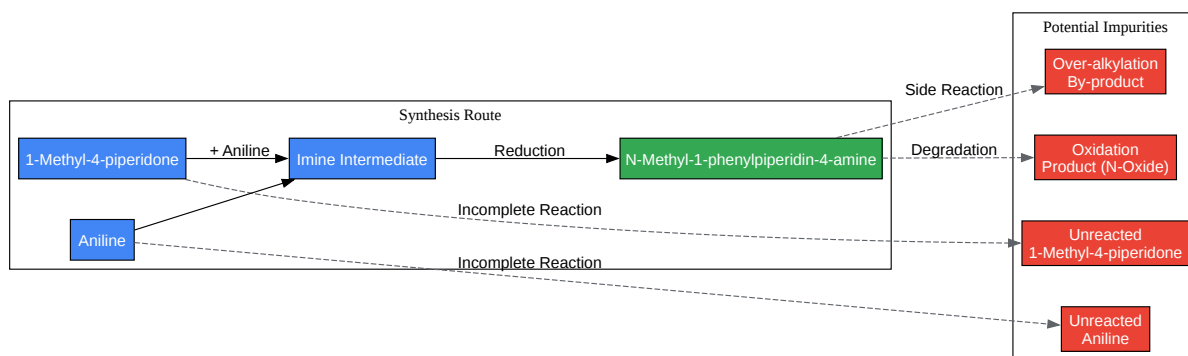 Potential Impurities
Over-alkylation
By-product
Side Reaction
Synthesis Route
1-Methyl-4-piperidone
+ Aniline
Imine Intermediate
Reduction
N-Methyl-1-phenylpiperidin-4-amine
Degradation
Oxidation
Product (N-Oxide)
Incomplete Reaction
Unreacted
1-Methyl-4-piperidone
Aniline
Incomplete Reaction
Unreacted
Aniline